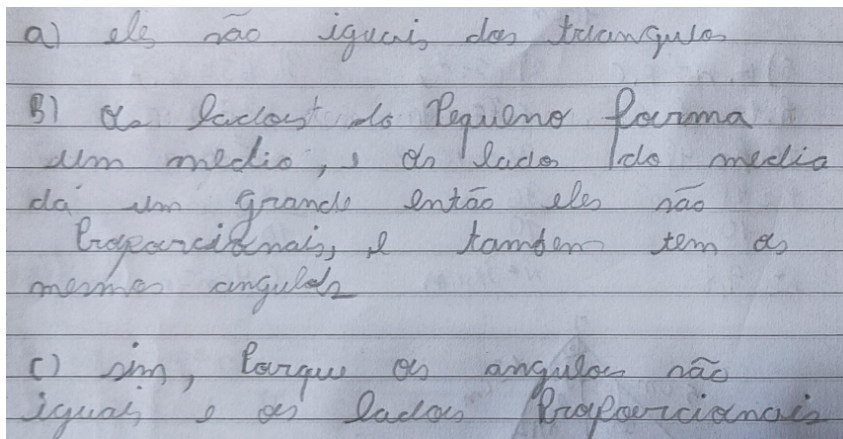 a) eles são iguais dos triangulos
B) Os lados do Pequeno forma
um medio, e os lados do medio
dá um grande então eles são
Proporcionais, e tambem tem os
mesmos angulos
c) sim, Porque os angulos são
iguais e os lados Proporcionais